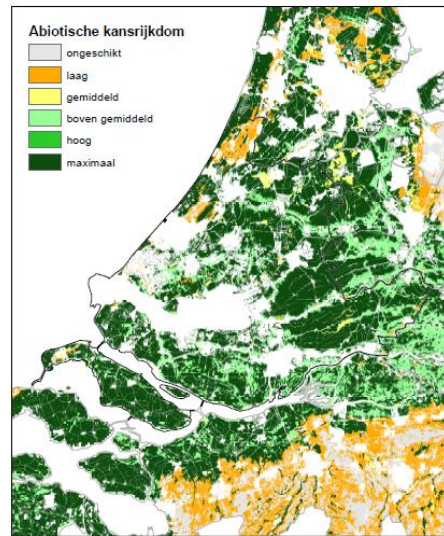 Abiotische kansrijkdom
ongeschikt
laag
gemiddeld
boven gemiddeld
hoog
maximaal